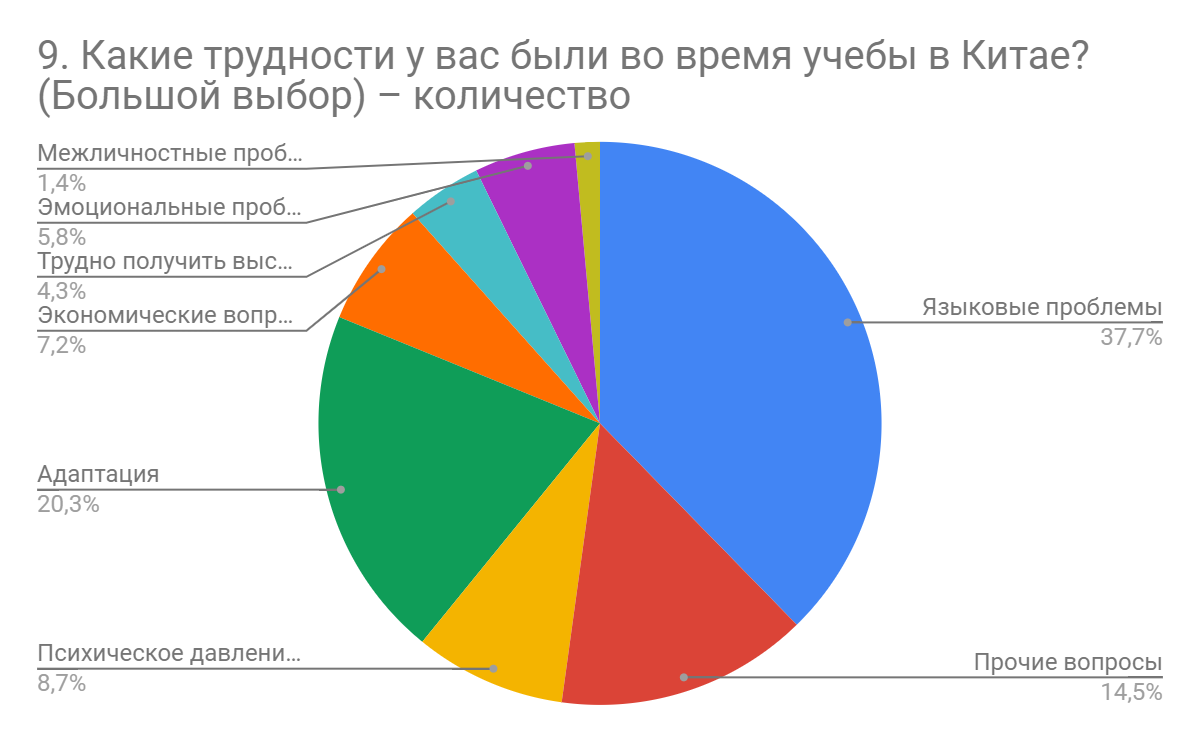 9. Какие трудности у вас были во время учебы в Китае?
(Большой выбор) – количество
Межличностные проб…
1,4%
Эмоциональные проб…
5,8%
Трудно получить выс…
4,3%
Экономические вопр…
7,2%
Адаптация
20,3%
Психическое давлени…
8,7%
Языковые проблемы
37,7%
Прочие вопросы
14,5%